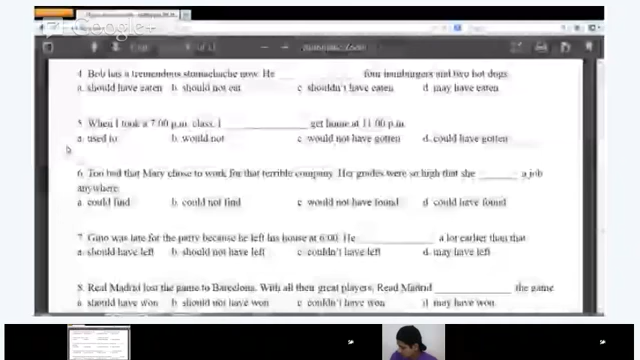 Google+
4. Bob has a tremendous stomachache now. He ________ four hamburgers and two hot dogs.
a. should have eaten b. should not eat c. shouldn't have eaten d. may have eaten
5. When I took a 7:00 p.m. class, I ________ get home at 11:00 p.m.
a. used to b. would not c. would not have gotten d. could have gotten
6. Too bad that Mary chose to work for that terrible company. Her grades were so high that she ______ a job
anywhere.
a. could find b. could not find c. would not have found d. could have found
7. Gino was late for the party because he left his house at 6:00. He ________ a lot earlier than that
a. should have left b. should not have left c. couldn't have left d. may have left
8. Real Madrid lost the game to Barcelona. With all their great players, Real Madrid ________ the game
a. should have won b. should not have won c. couldn't have won d. may have won